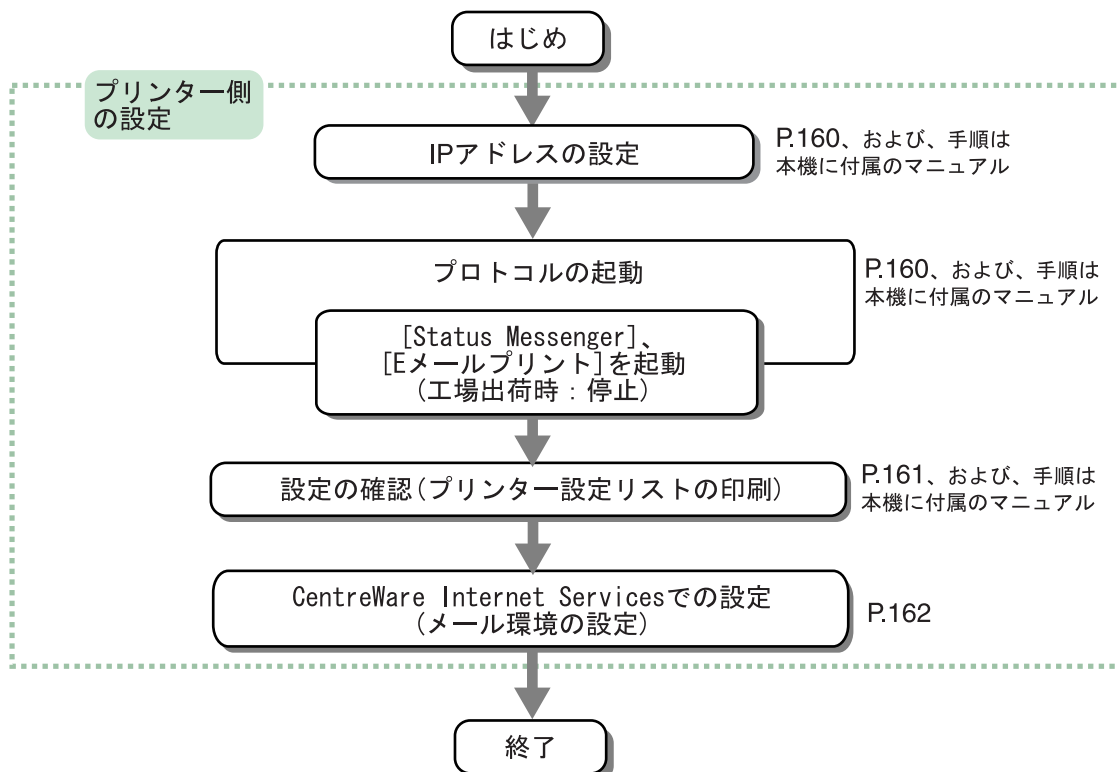 はじめ
プリンター側
の設定
IPアドレスの設定
P.160、および、手順は
本機に付属のマニュアル
プロトコルの起動
P.160、および、手順は
本機に付属のマニュアル
[Status Messenger]、
[Eメールプリント]を起動
(工場出荷時：停止)
設定の確認(プリンター設定リストの印刷)
P.161、および、手順は
本機に付属のマニュアル
CentreWare Internet Servicesでの設定
(メール環境の設定)
P.162
終了